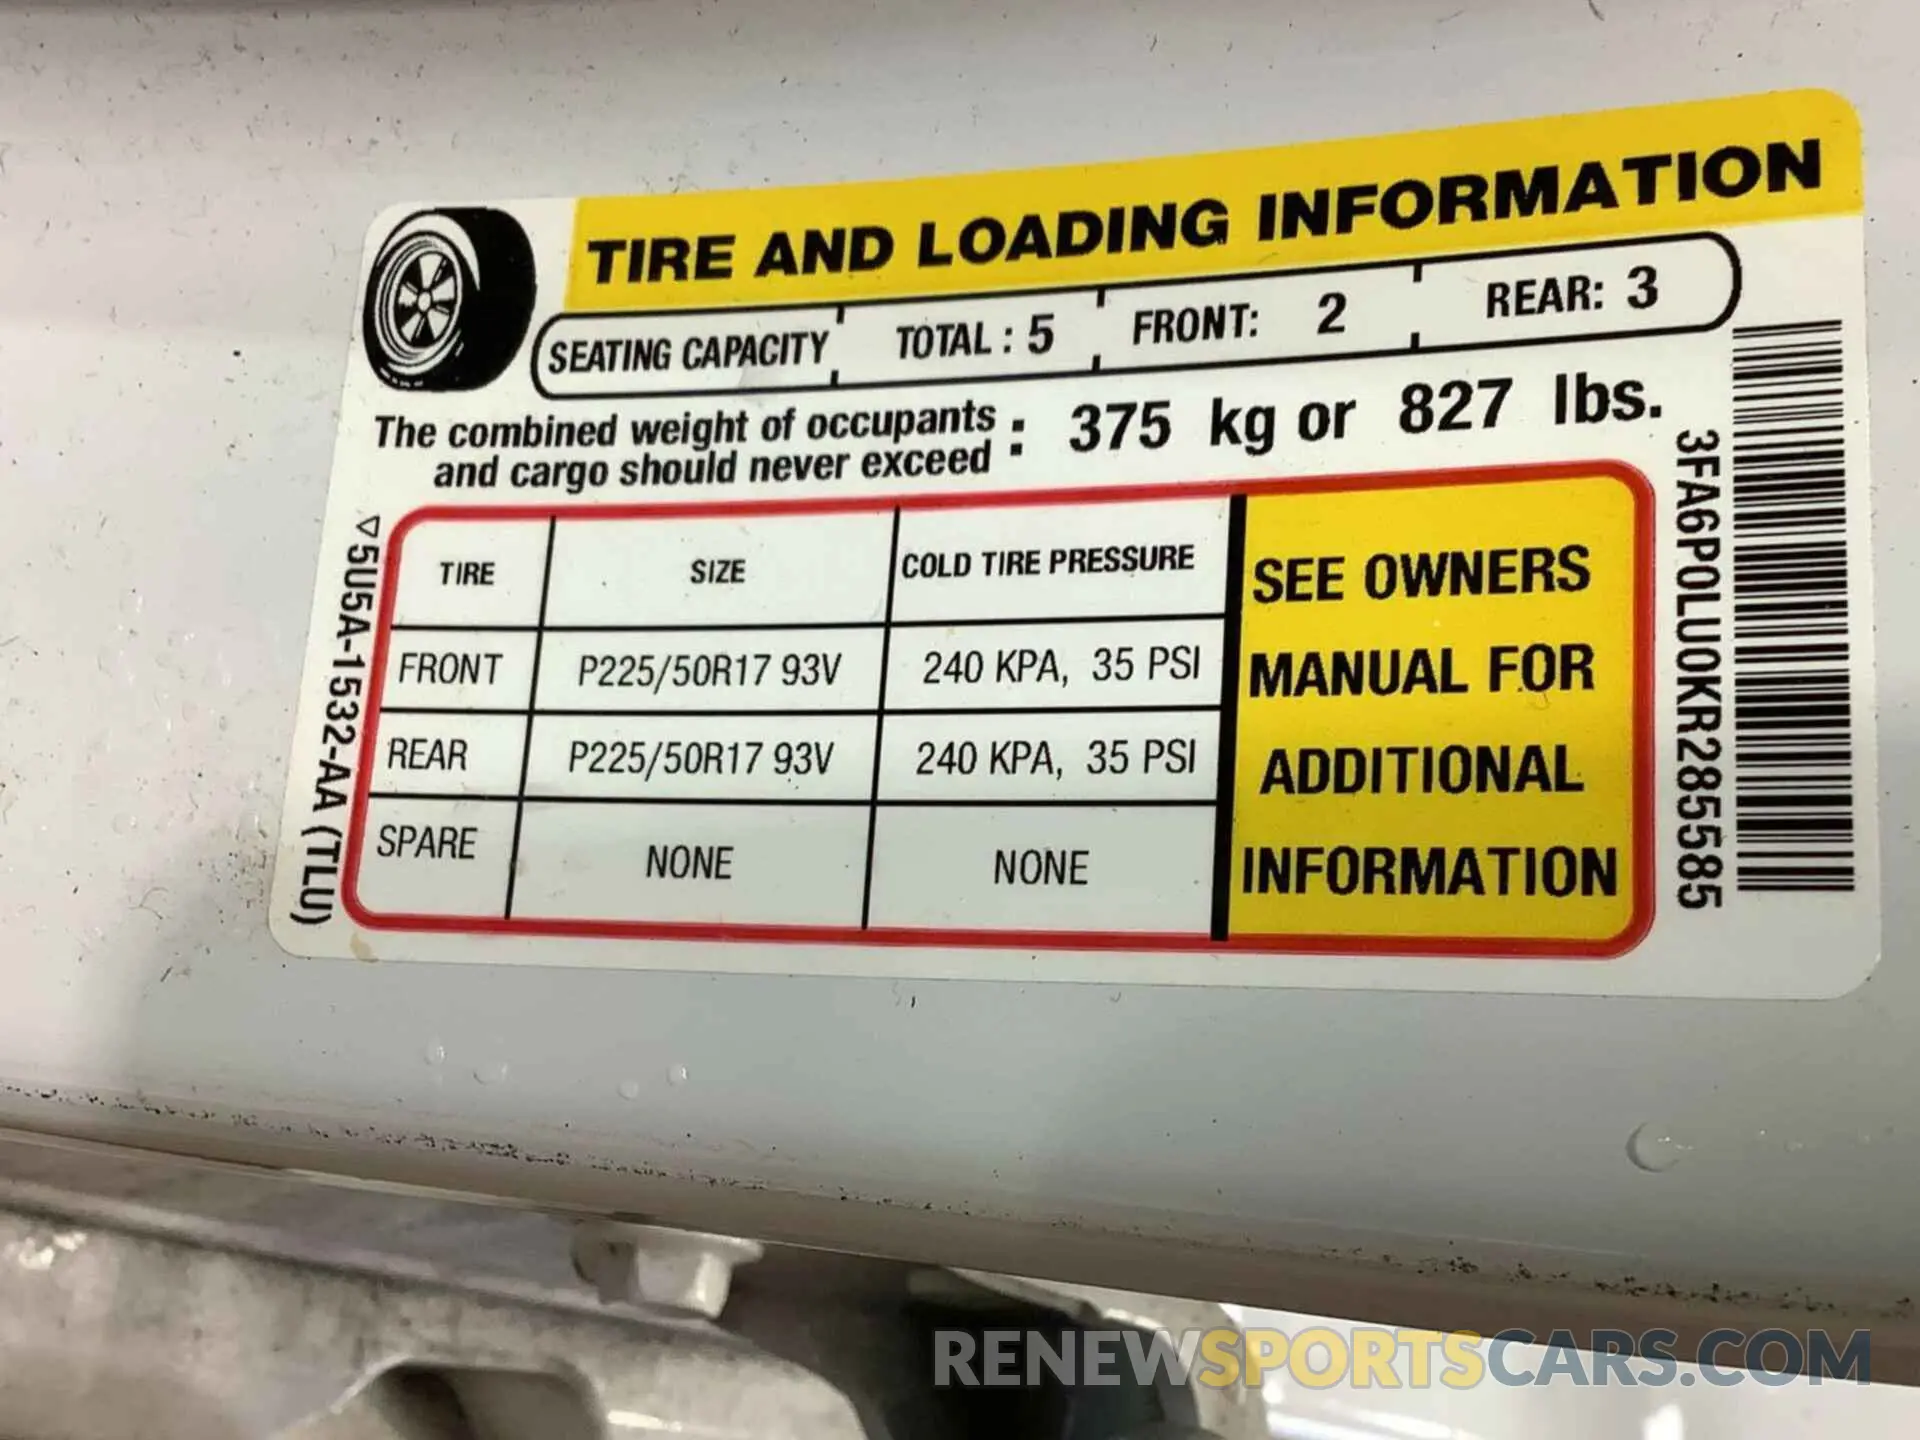 TIRE AND LOADING INFORMATION
SEATING CAPACITY TOTAL : 5 FRONT: 2 REAR: 3
The combined weight of occupants
and cargo should never exceed : 375 kg or 827 lbs.
TIRE SIZE COLD TIRE PRESSURE
FRONT P225/50R17 93V 240 KPA, 35 PSI
REAR P225/50R17 93V 240 KPA, 35 PSI
SPARE NONE NONE
SEE OWNERS
MANUAL FOR
ADDITIONAL
INFORMATION
5U5A-1532-AA (TLU)
3FA6P0LU0KR285585
RENEWSPORTSCARS.COM